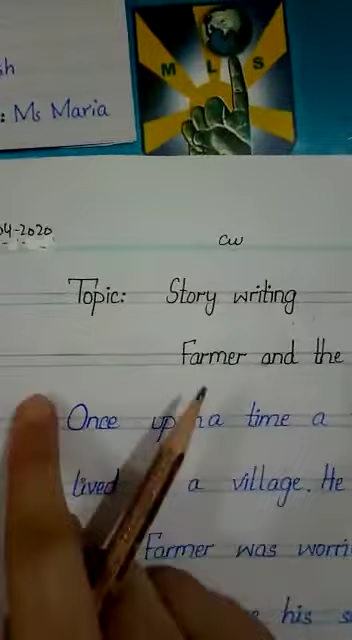 M L S
sh
: Ms Maria
04-2020
cw
Topic: Story writing
Farmer and the
Once a time a
lived a village. He
Farmer was worri
his s